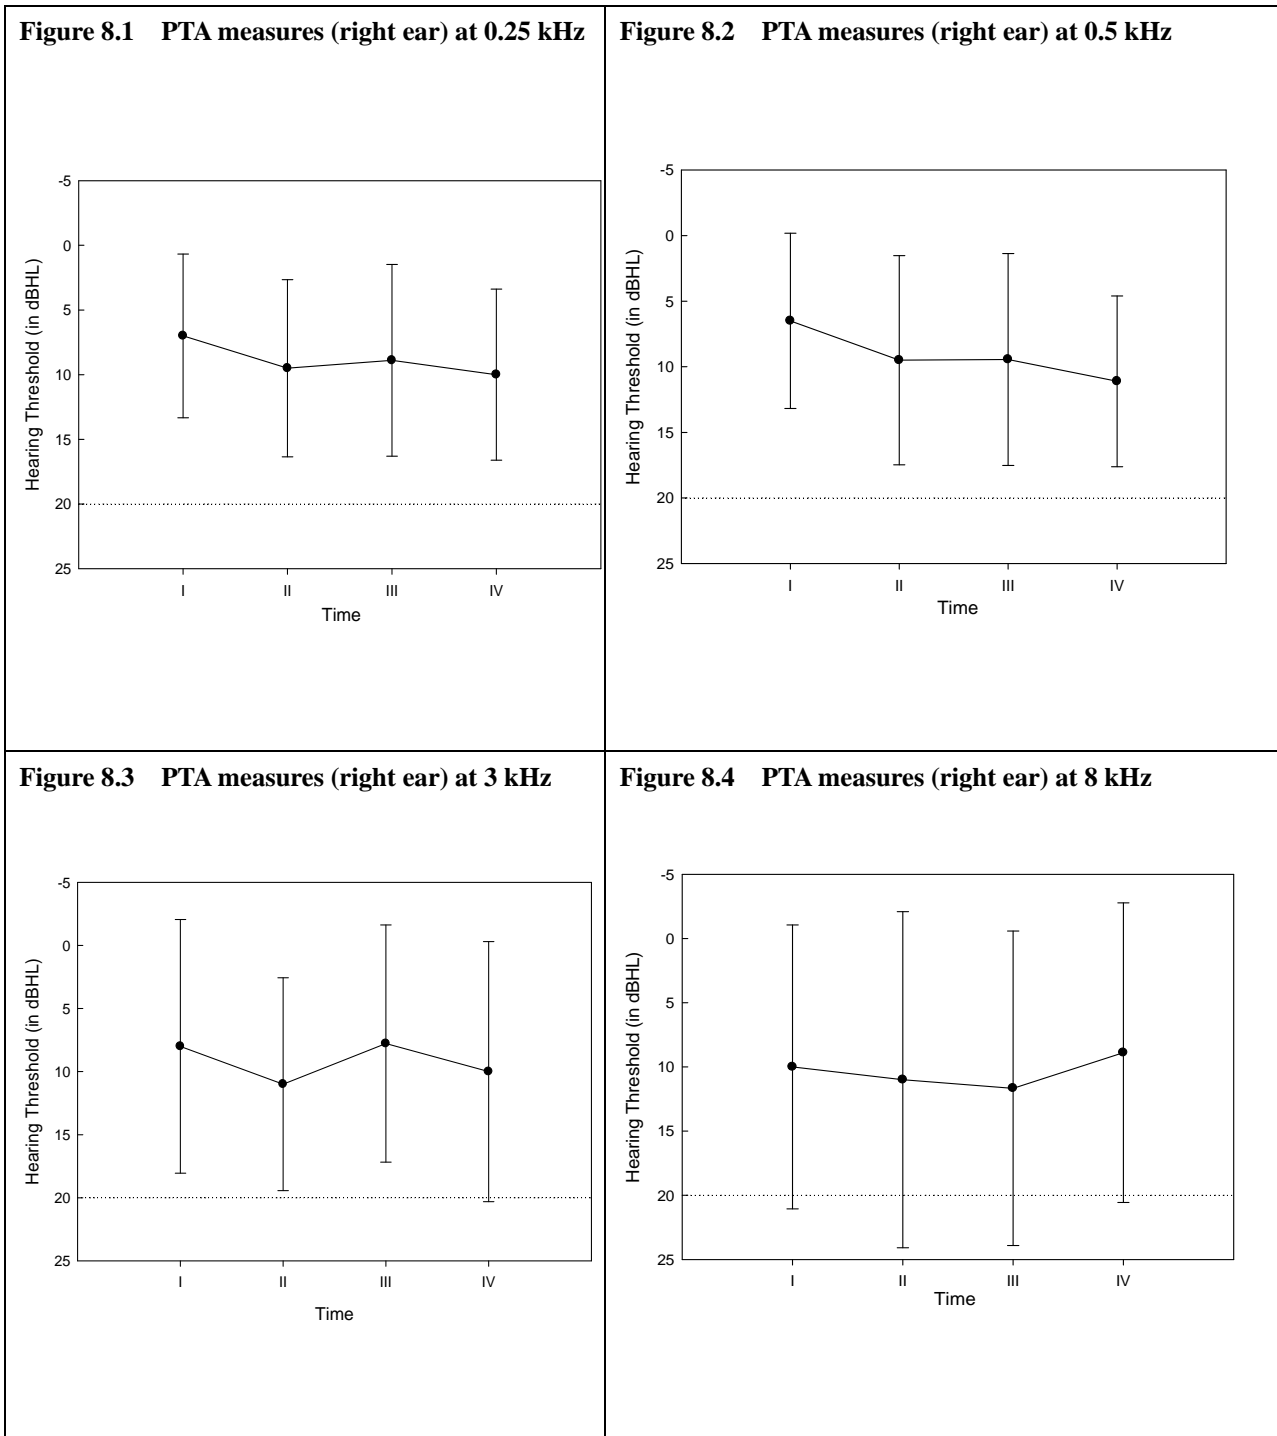 Figure 8.1 PTA measures (right ear) at 0.25 kHz
-5
0
5
10
15
20
25
Hearing Threshold (in dBHL)
I II III IV
Time
Figure 8.2 PTA measures (right ear) at 0.5 kHz
-5
0
5
10
15
20
25
Hearing Threshold (in dBHL)
I II III IV
Time
Figure 8.3 PTA measures (right ear) at 3 kHz
-5
0
5
10
15
20
25
Hearing Threshold (in dBHL)
I II III IV
Time
Figure 8.4 PTA measures (right ear) at 8 kHz
-5
0
5
10
15
20
25
Hearing Threshold (in dBHL)
I II III IV
Time